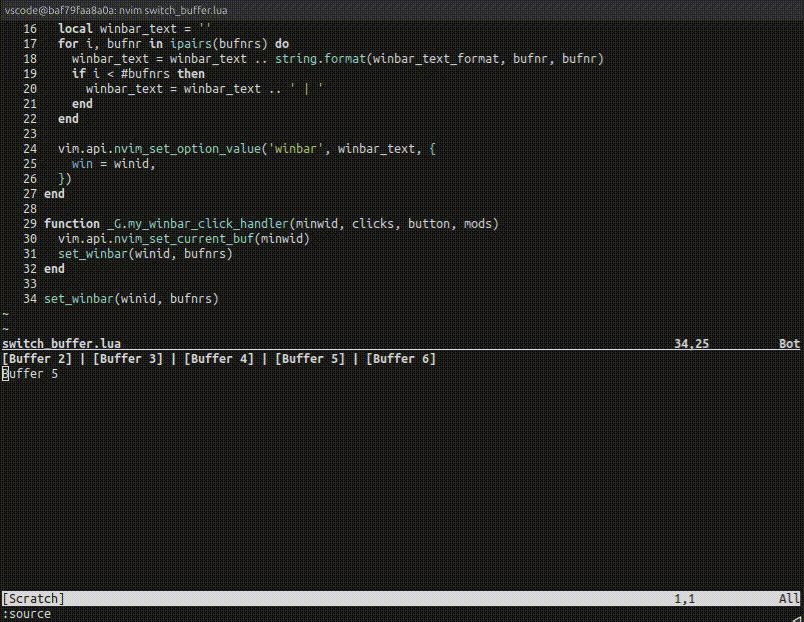 vscode@baf79faa8a0a: nvim switch_buffer.lua
16   local winbar_text = ''
17   for i, bufnr in ipairs(bufnrs) do
18     winbar_text = winbar_text .. string.format(winbar_text_format, bufnr, bufnr)
19     if i < #bufnrs then
20       winbar_text = winbar_text .. ' | '
21     end
22   end
23
24   vim.api.nvim_set_option_value('winbar', winbar_text, {
25     win = winid,
26   })
27 end
28
29 function _G.my_winbar_click_handler(minwid, clicks, button, mods)
30   vim.api.nvim_set_current_buf(minwid)
31   set_winbar(winid, bufnrs)
32 end
33
34 set_winbar(winid, bufnrs)
~
~
switch_buffer.lua 34,25 Bot
[Buffer 2] | [Buffer 3] | [Buffer 4] | [Buffer 5] | [Buffer 6]
Buffer 5
[Scratch] 1,1 All
:source